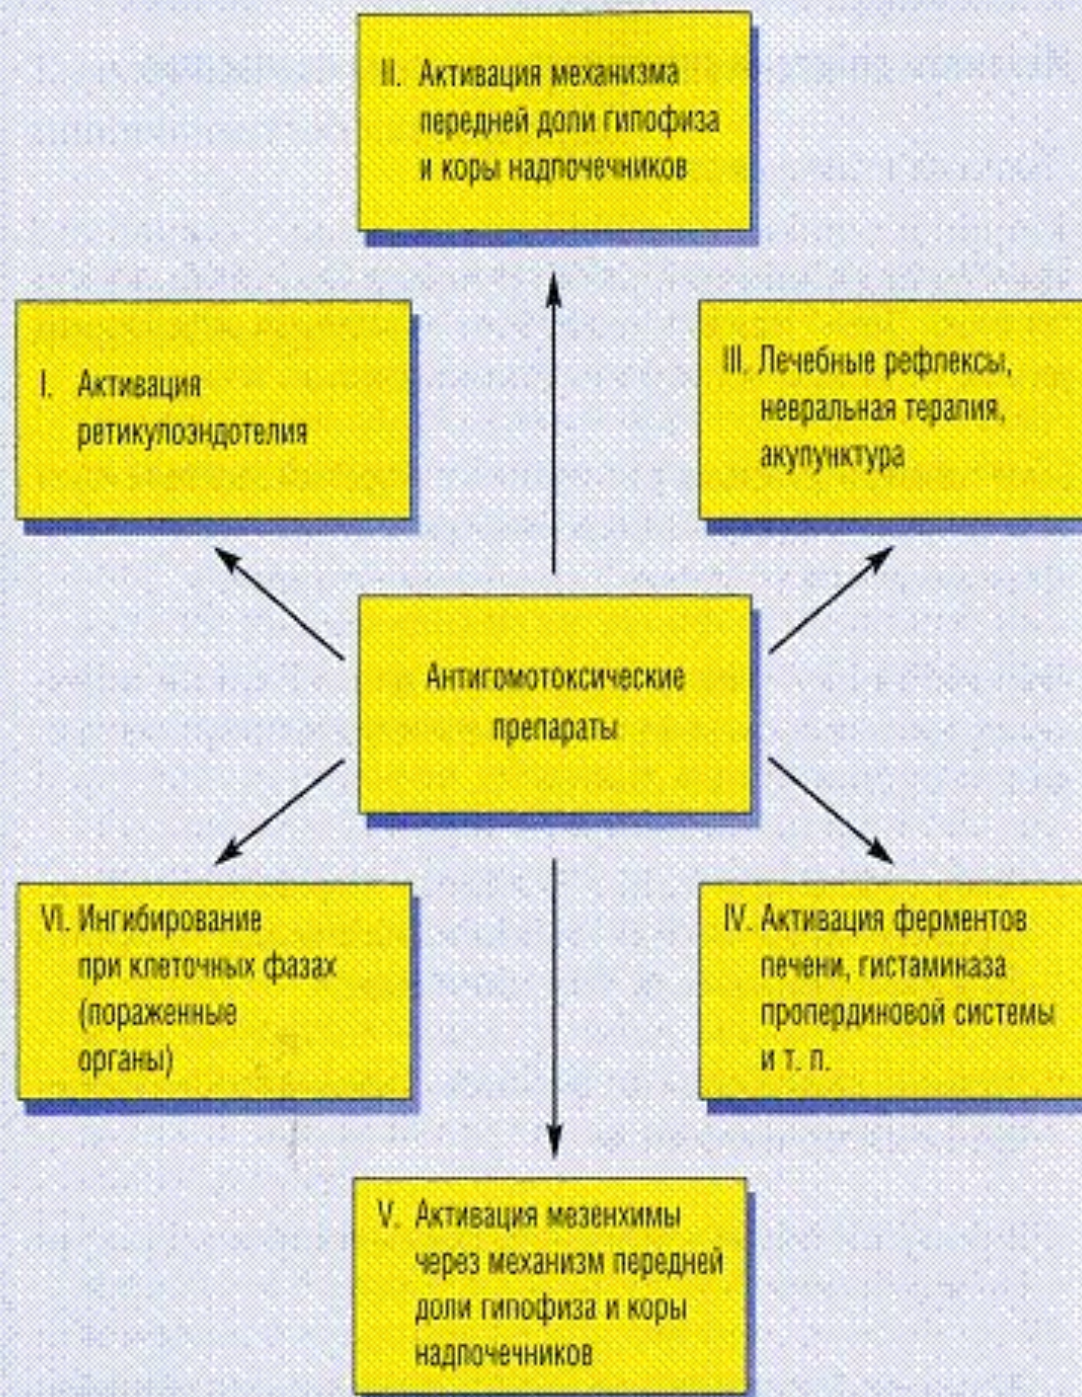 II. Активация механизма
передней доли гипофиза
и коры надпочечников
I. Активация
ретикулоэндотелия
III. Лечебные рефлексы,
невральная терапия,
акупунктура
Антигомотоксические
препараты
VI. Ингибирование
при клеточных фазах
(пораженные
органы)
IV. Активация ферментов
печени, гистаминаза
пропердиновой системы
и т. п.
V. Активация мезенхимы
через механизм передней
доли гипофиза и коры
надпочечников